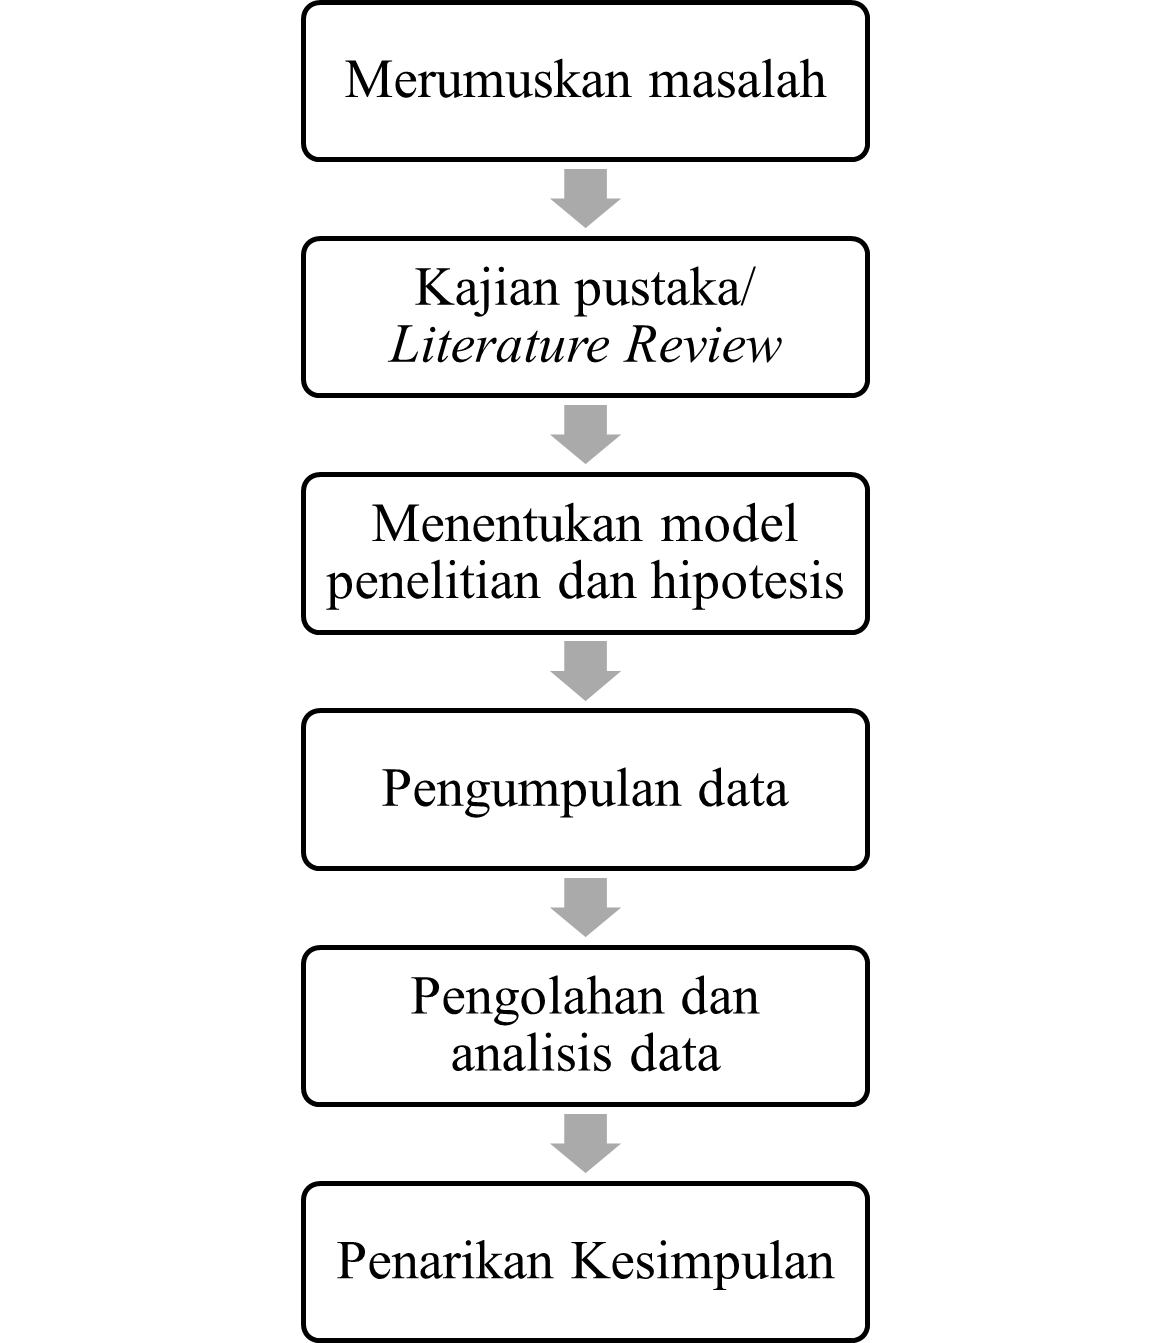 Merumuskan masalah
Kajian pustaka/
Literature Review
Menentukan model
penelitian dan hipotesis
Pengumpulan data
Pengolahan dan
analisis data
Penarikan Kesimpulan